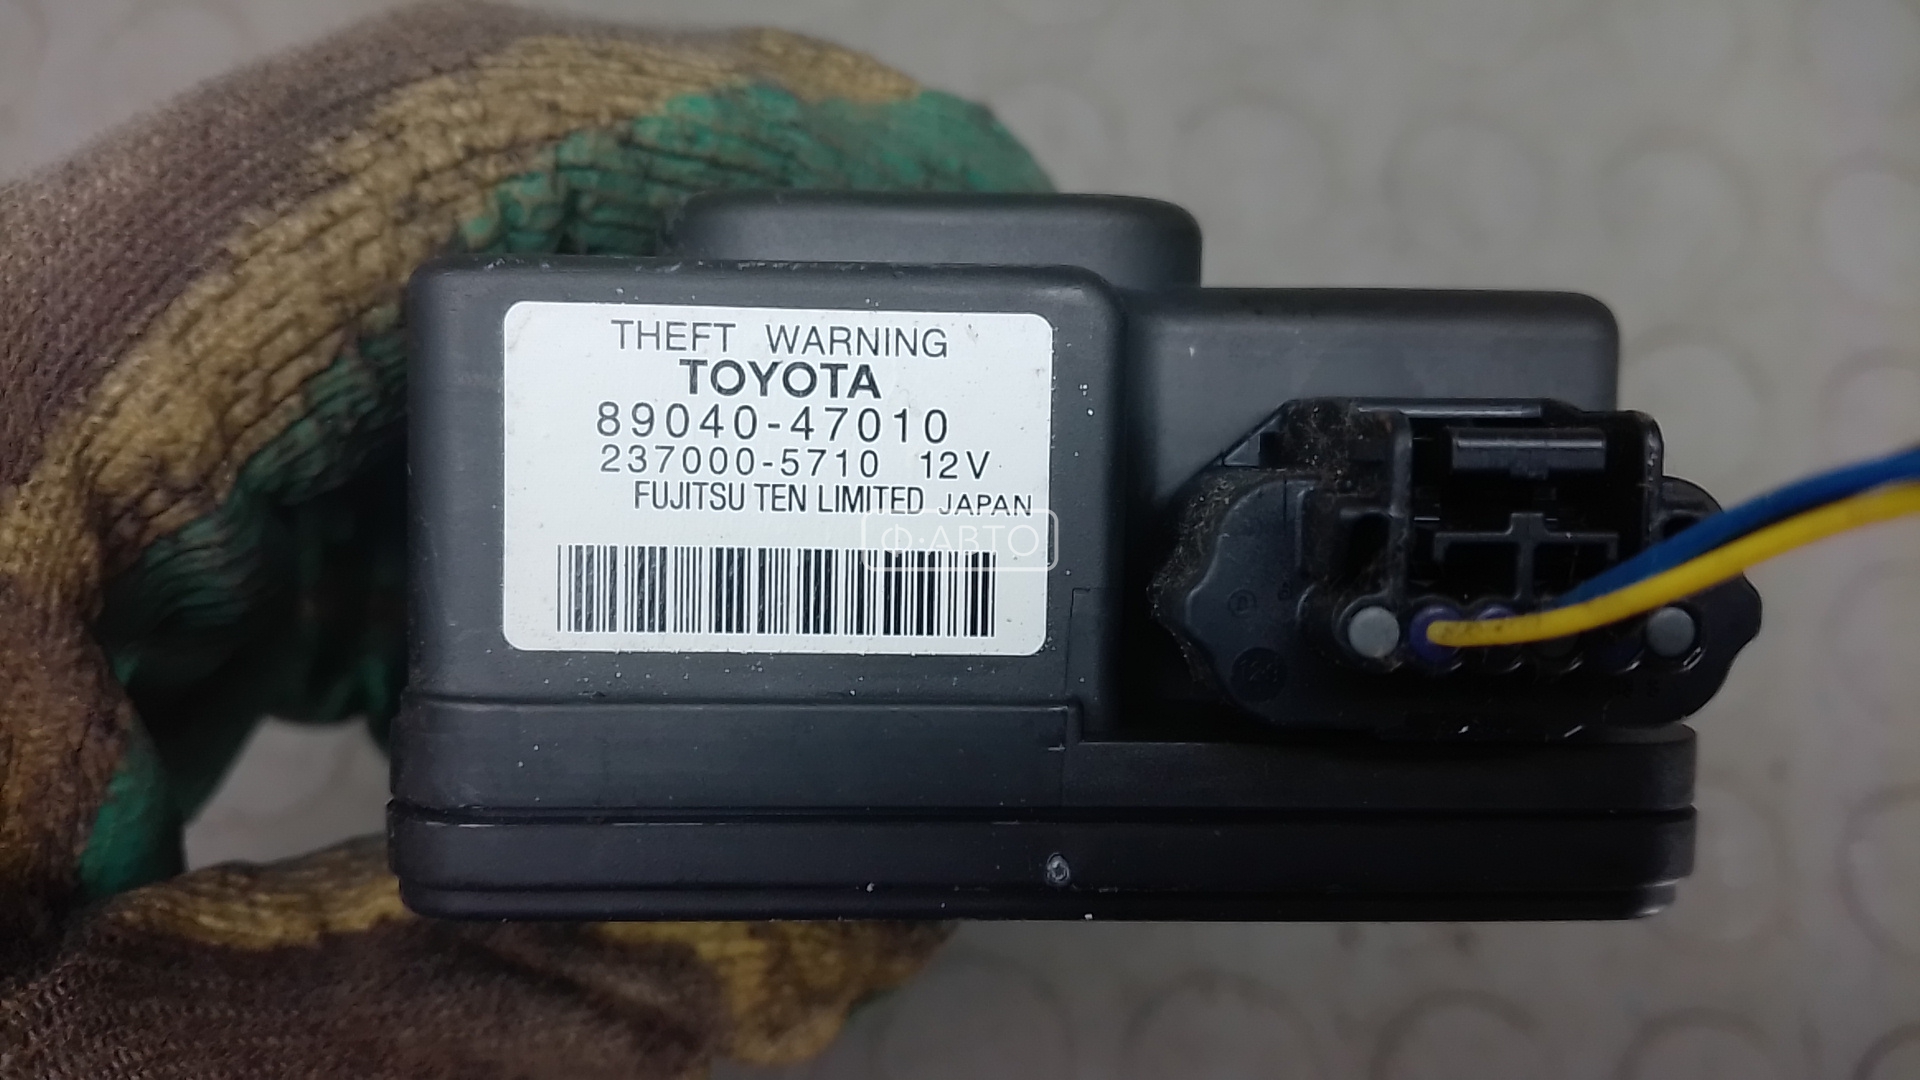 THEFT WARNING
TOYOTA
89040-47010
237000-5710 12V
FUJITSU TEN LIMITED JAPAN
Ф·АВТО